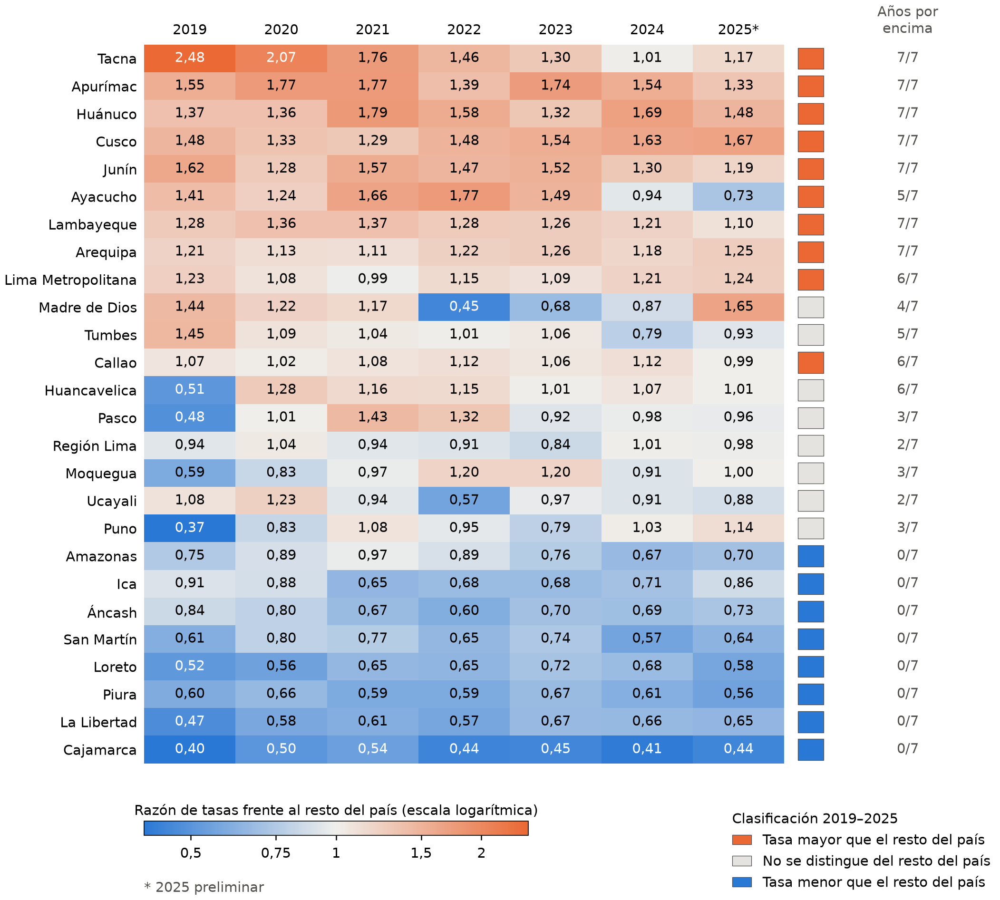 Años por
encima
2019 2020 2021 2022 2023 2024 2025*
Tacna 2,48 2,07 1,76 1,46 1,30 1,01 1,17 7/7
Apurímac 1,55 1,77 1,77 1,39 1,74 1,54 1,33 7/7
Huánuco 1,37 1,36 1,79 1,58 1,32 1,69 1,48 7/7
Cusco 1,48 1,33 1,29 1,48 1,54 1,63 1,67 7/7
Junín 1,62 1,28 1,57 1,47 1,52 1,30 1,19 7/7
Ayacucho 1,41 1,24 1,66 1,77 1,49 0,94 0,73 5/7
Lambayeque 1,28 1,36 1,37 1,28 1,26 1,21 1,10 7/7
Arequipa 1,21 1,13 1,11 1,22 1,26 1,18 1,25 7/7
Lima Metropolitana 1,23 1,08 0,99 1,15 1,09 1,21 1,24 6/7
Madre de Dios 1,44 1,22 1,17 0,45 0,68 0,87 1,65 4/7
Tumbes 1,45 1,09 1,04 1,01 1,06 0,79 0,93 5/7
Callao 1,07 1,02 1,08 1,12 1,06 1,12 0,99 6/7
Huancavelica 0,51 1,28 1,16 1,15 1,01 1,07 1,01 6/7
Pasco 0,48 1,01 1,43 1,32 0,92 0,98 0,96 3/7
Región Lima 0,94 1,04 0,94 0,91 0,84 1,01 0,98 2/7
Moquegua 0,59 0,83 0,97 1,20 1,20 0,91 1,00 3/7
Ucayali 1,08 1,23 0,94 0,57 0,97 0,91 0,88 2/7
Puno 0,37 0,83 1,08 0,95 0,79 1,03 1,14 3/7
Amazonas 0,75 0,89 0,97 0,89 0,76 0,67 0,70 0/7
Ica 0,91 0,88 0,65 0,68 0,68 0,71 0,86 0/7
Áncash 0,84 0,80 0,67 0,60 0,70 0,69 0,73 0/7
San Martín 0,61 0,80 0,77 0,65 0,74 0,57 0,64 0/7
Loreto 0,52 0,56 0,65 0,65 0,72 0,68 0,58 0/7
Piura 0,60 0,66 0,59 0,59 0,67 0,61 0,56 0/7
La Libertad 0,47 0,58 0,61 0,57 0,67 0,66 0,65 0/7
Cajamarca 0,40 0,50 0,54 0,44 0,45 0,41 0,44 0/7
Razón de tasas frente al resto del país (escala logarítmica)
0,5 0,75 1 1,5 2
* 2025 preliminar
Clasificación 2019–2025
Tasa mayor que el resto del país
No se distingue del resto del país
Tasa menor que el resto del país